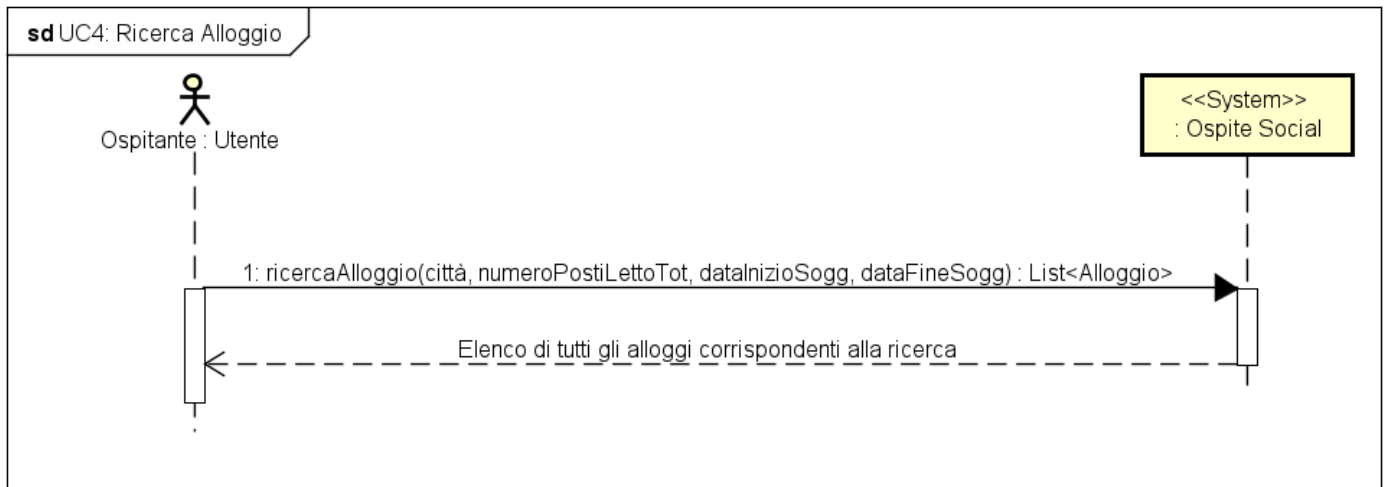 sd UC4: Ricerca Alloggio
Ospitante : Utente
<<System>>
: Ospite Social
1: ricercaAlloggio(città, numeroPostiLettoTot, dataInizioSogg, dataFineSogg) : List<Alloggio>
Elenco di tutti gli alloggi corrispondenti alla ricerca